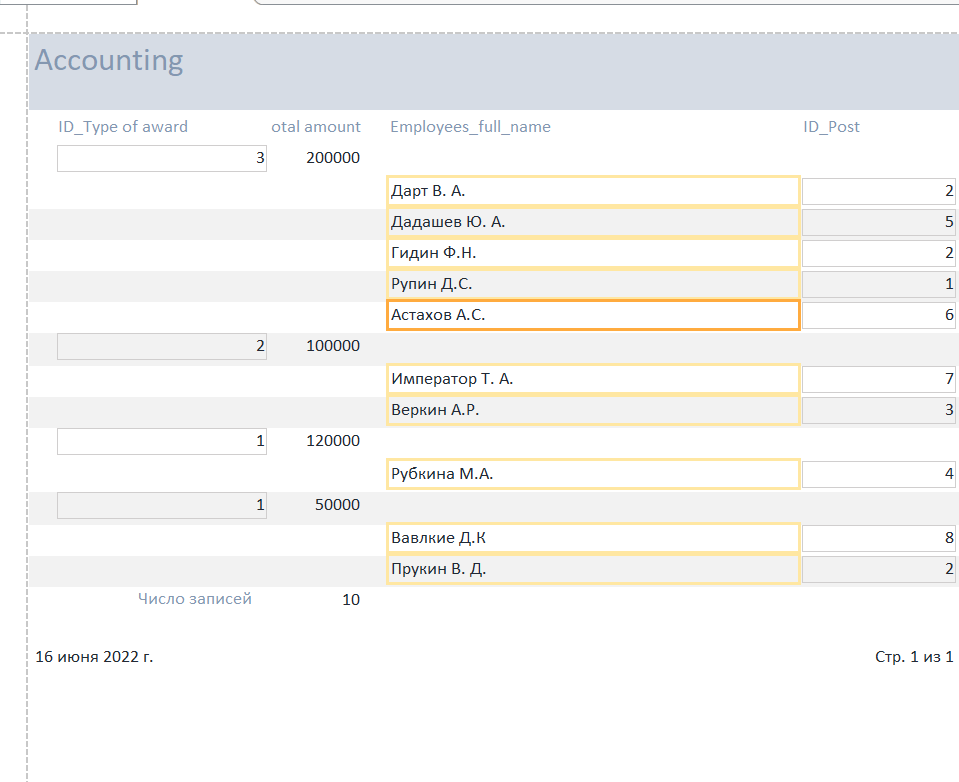 Accounting
ID_Type of award otal amount Employees_full_name ID_Post
3 200000
Дарт В. А. 2
Дадашев Ю. А. 5
Гидин Ф.Н. 2
Рупин Д.С. 1
Астахов А.С. 6
2 100000
Император Т. А. 7
Веркин А.Р. 3
1 120000
Рубкина М.А. 4
1 50000
Вавлкие Д.К 8
Прукин В. Д. 2
Число записей 10
16 июня 2022 г. Стр. 1 из 1